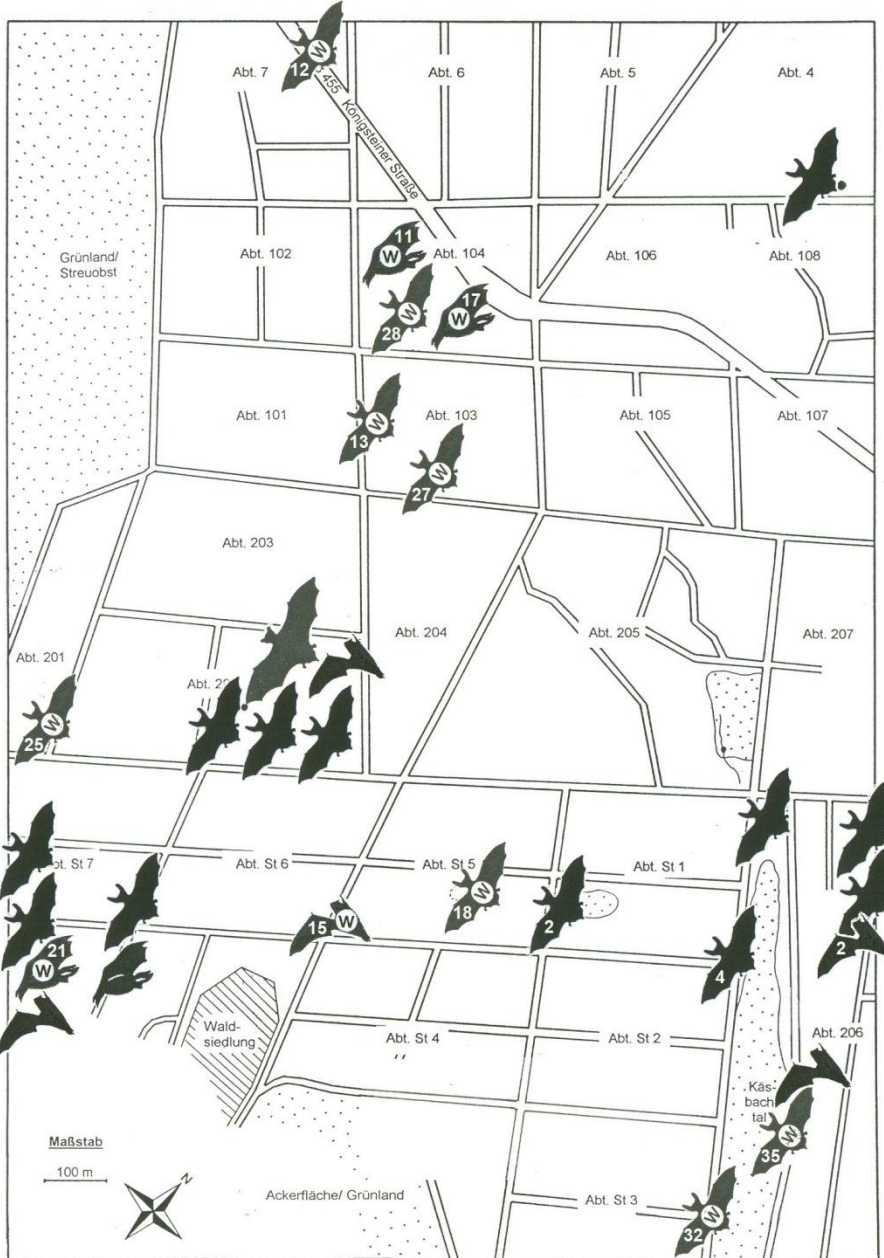 W
12
Abt. 7
Abt. 6
Abt. 5
Abt. 4
455 Königsteiner Straße
Grünland/
Streuobst
Abt. 102
11
W
Abt. 104
Abt. 106
Abt. 108
W
28
17
W
Abt. 101
W
13
Abt. 103
Abt. 105
Abt. 107
W
27
Abt. 203
Abt. 201
Abt. 204
Abt. 205
Abt. 207
W
25
St 7
Abt. St 6
Abt. St 5
Abt. St 1
W
18
2
15
W
21
W
4
2
Wald-
siedlung
Abt. St 4
Abt. St 2
Abt. 206
Käs-
bach
tal
W
35
Maßstab
100 m
N
Ackerfläche/ Grünland
Abt. St 3
W
32